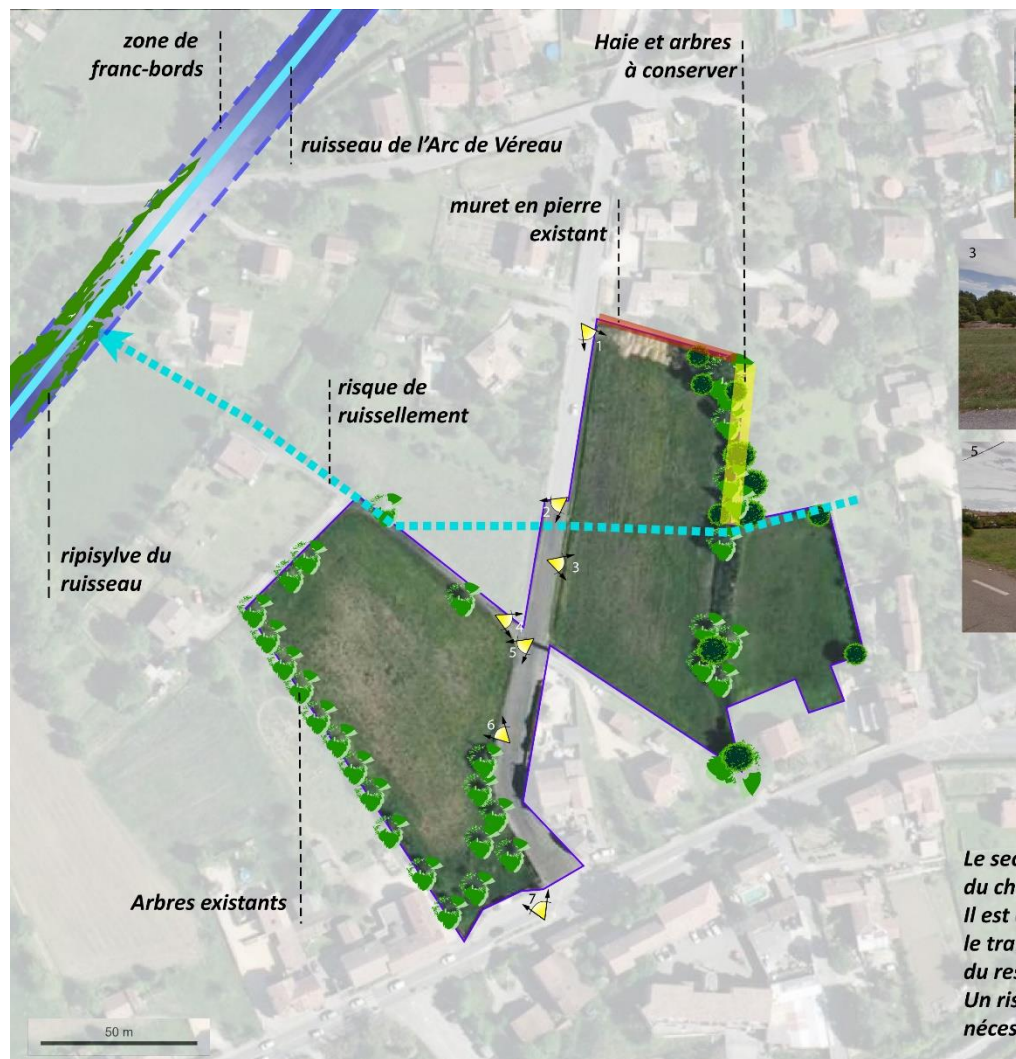 zone de
franc-bords
Haie et arbres
à conserver
ruisseau de l'Arc de Véreau
muret en pierre
existant
3
1
risque de
ruissellement
5
2
3
ripisylve du
ruisseau
4
5
6
Arbres existants
7
Le sec
du ch
Il est
le tra
du res
Un ris
néces
50 m